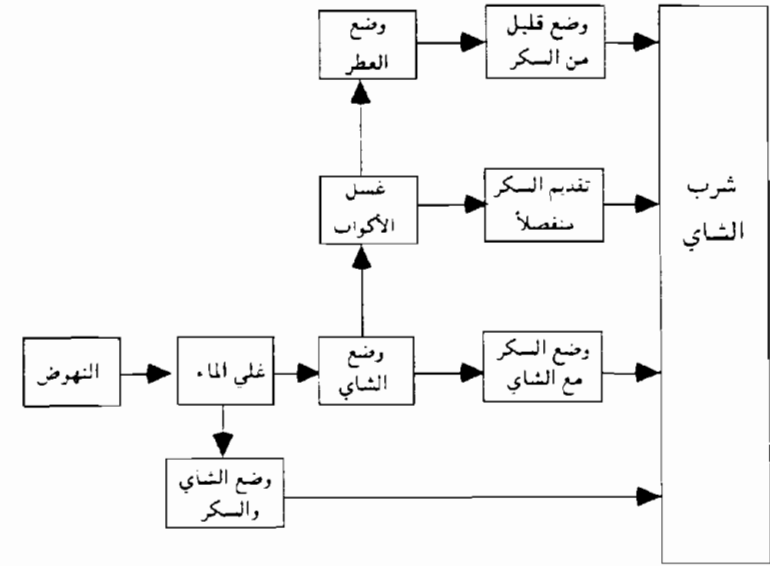 وضع
العطر
وضع قليل
من السكر
شرب
الشاي
غسل
الأكواب
تقديم السكر
منفصلاً
النهوض
غلي الماء
وضع
الشاي
وضع السكر
مع الشاي
وضع الشاي
والسكر